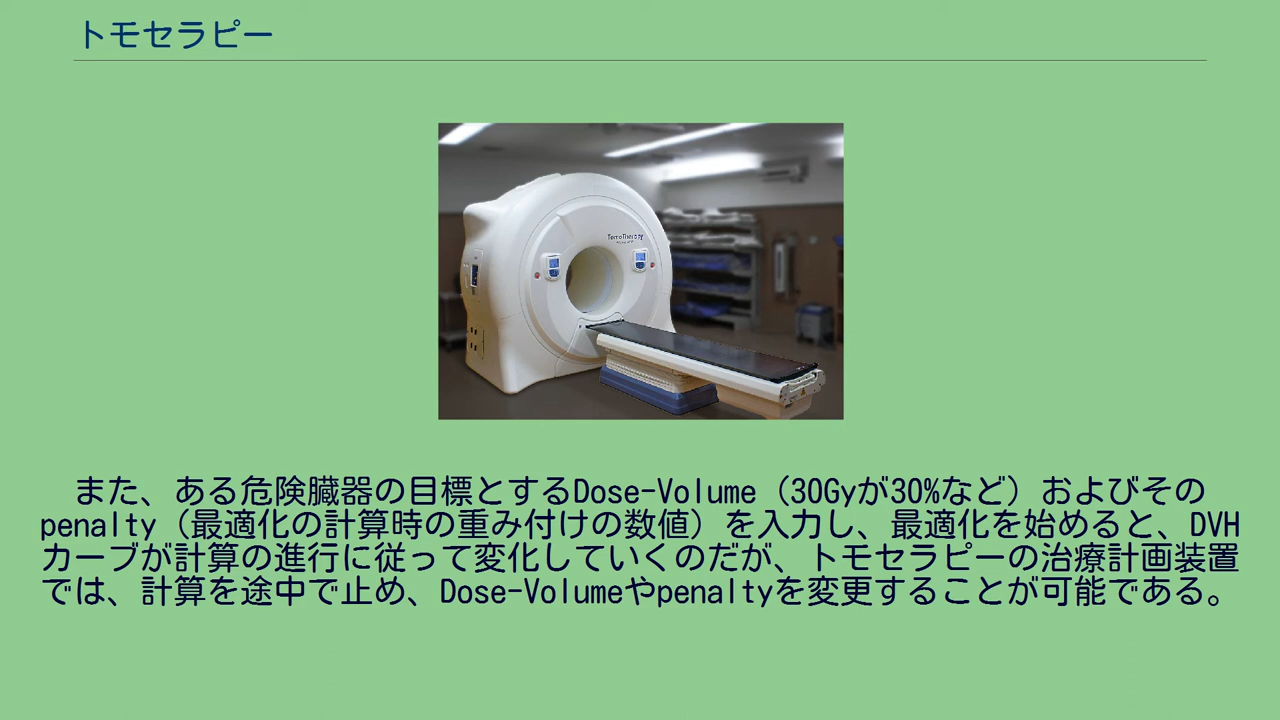 トモセラピー
TomoTherapy
また、ある危険臓器の目標とするDose-Volume（30Gyが30%など）およびその
penalty（最適化の計算時の重み付けの数値）を入力し、最適化を始めると、DVH
カーブが計算の進行に従って変化していくのだが、トモセラピーの治療計画装置
では、計算を途中で止め、Dose-Volumeやpenaltyを変更することが可能である。